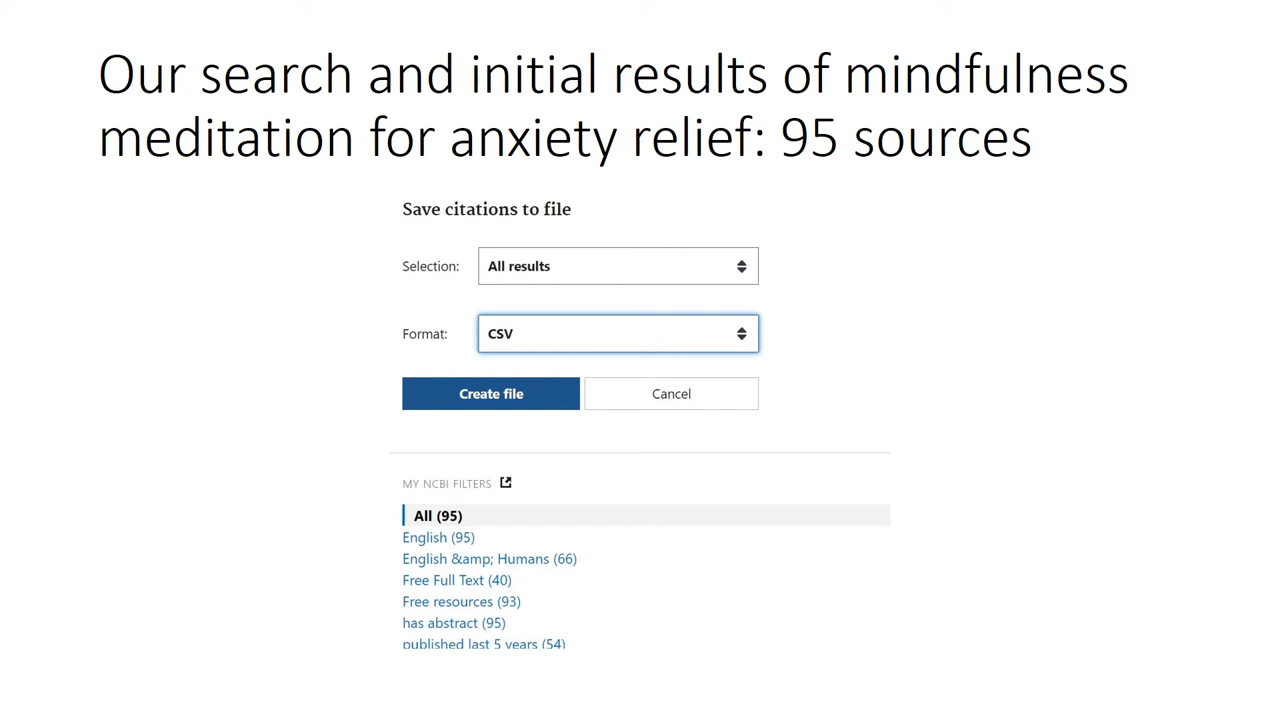 Our search and initial results of mindfulness
meditation for anxiety relief: 95 sources
Save citations to file
Selection: All results
Format: CSV
Create file Cancel
MY NCBI FILTERS
All (95)
English (95)
English &amp; Humans (66)
Free Full Text (40)
Free resources (93)
has abstract (95)
published last 5 years (54)